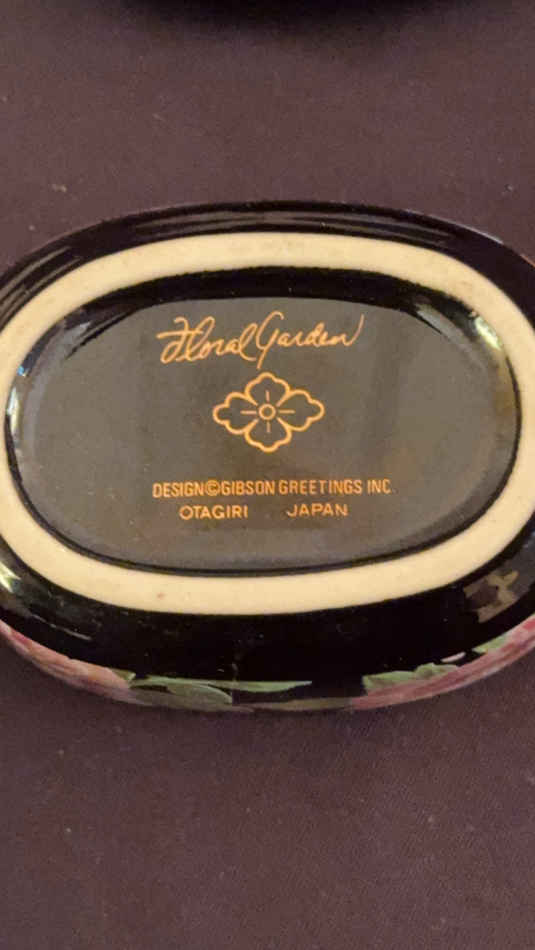 Floral Garden
DESIGN©GIBSON GREETINGS INC.
OTAGIRI JAPAN